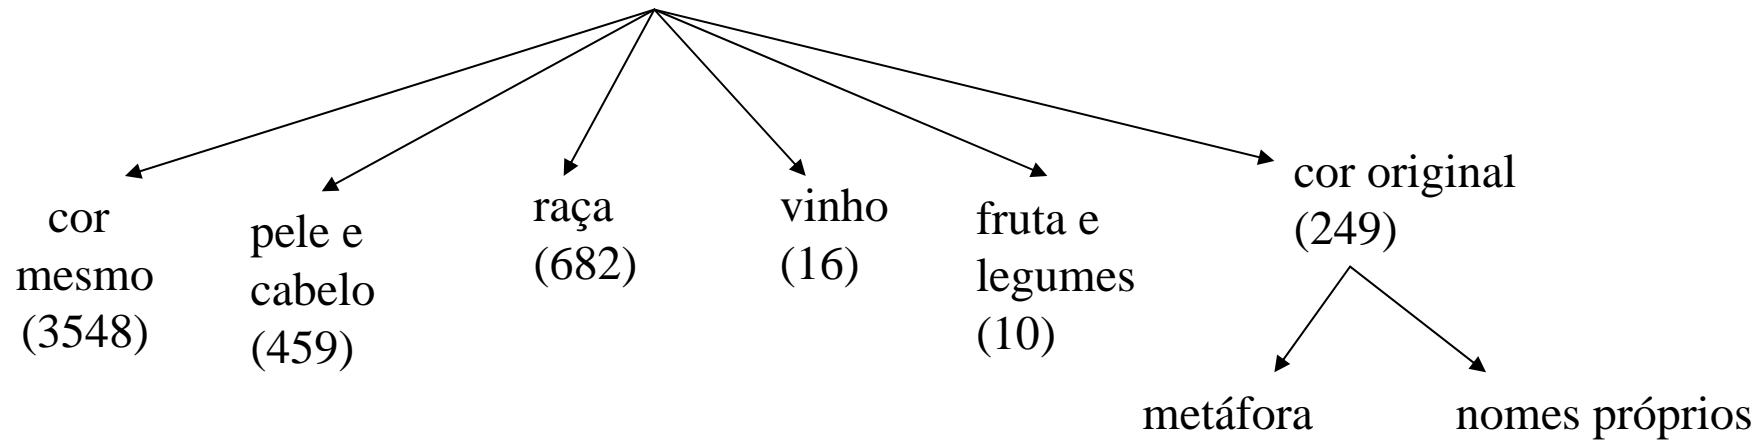 cor
mesmo
(3548)
pele e
cabelo
(459)
raça
(682)
vinho
(16)
fruta e
legumes
(10)
cor original
(249)
metáfora
nomes próprios